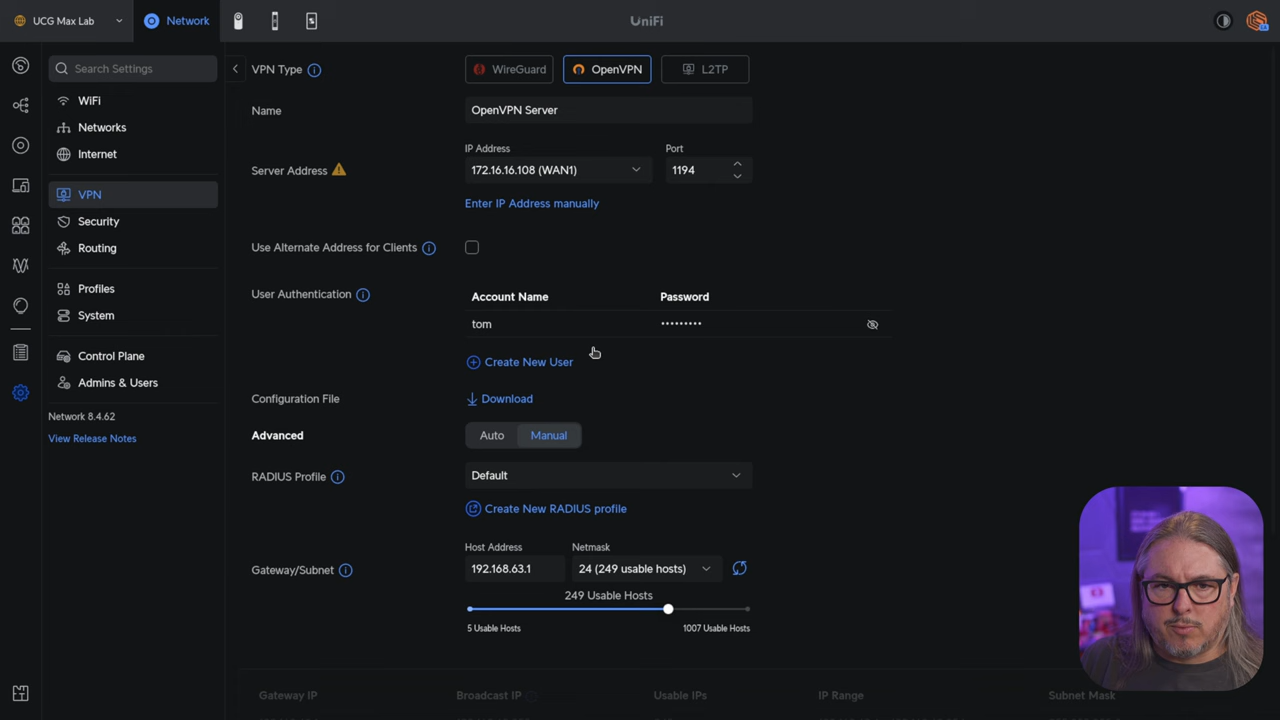 UCG Max Lab
Network
UniFi
Search Settings
WiFi
Networks
Internet
VPN
Security
Routing
Profiles
System
Control Plane
Admins & Users
Network 8.4.62
View Release Notes
VPN Type
WireGuard
OpenVPN
L2TP
Name
OpenVPN Server
IP Address
Port
Server Address
172.16.16.108 (WAN1)
1194
Enter IP Address manually
Use Alternate Address for Clients
User Authentication
Account Name
Password
tom
•••••••••
Create New User
Configuration File
Download
Advanced
Auto
Manual
RADIUS Profile
Default
Create New RADIUS profile
Host Address
Netmask
Gateway/Subnet
192.168.63.1
24 (249 usable hosts)
249 Usable Hosts
5 Usable Hosts
1007 Usable Hosts
Gateway IP
Broadcast IP
Usable IPs
IP Range
Subnet Mask